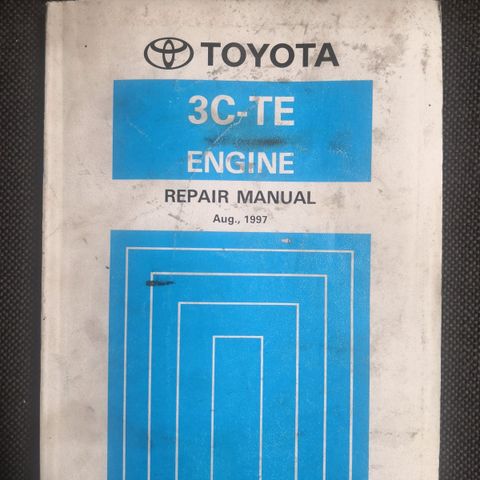 TOYOTA
3C-TE
ENGINE
REPAIR MANUAL
Aug., 1997